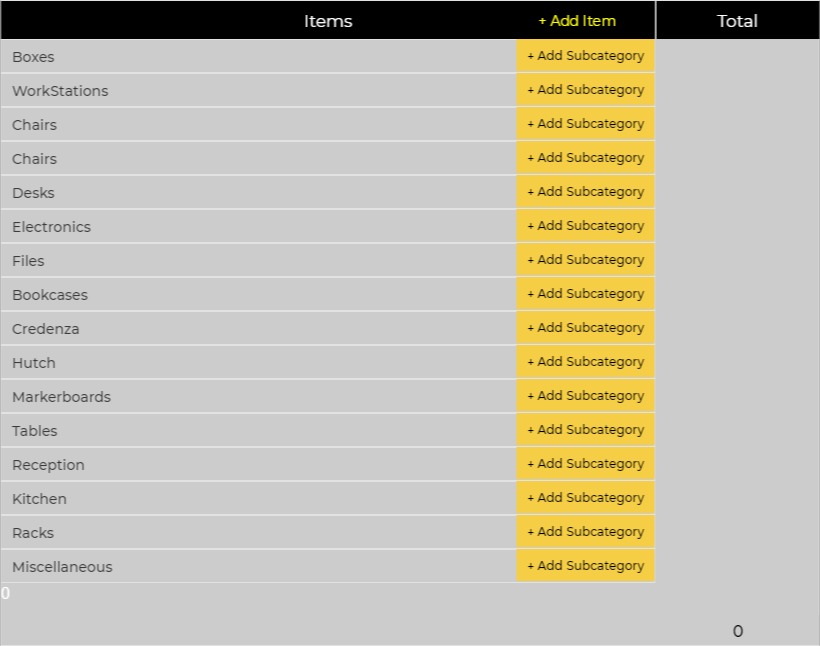 Items + Add Item Total
Boxes + Add Subcategory
WorkStations + Add Subcategory
Chairs + Add Subcategory
Chairs + Add Subcategory
Desks + Add Subcategory
Electronics + Add Subcategory
Files + Add Subcategory
Bookcases + Add Subcategory
Credenza + Add Subcategory
Hutch + Add Subcategory
Markerboards + Add Subcategory
Tables + Add Subcategory
Reception + Add Subcategory
Kitchen + Add Subcategory
Racks + Add Subcategory
Miscellaneous + Add Subcategory
0
0